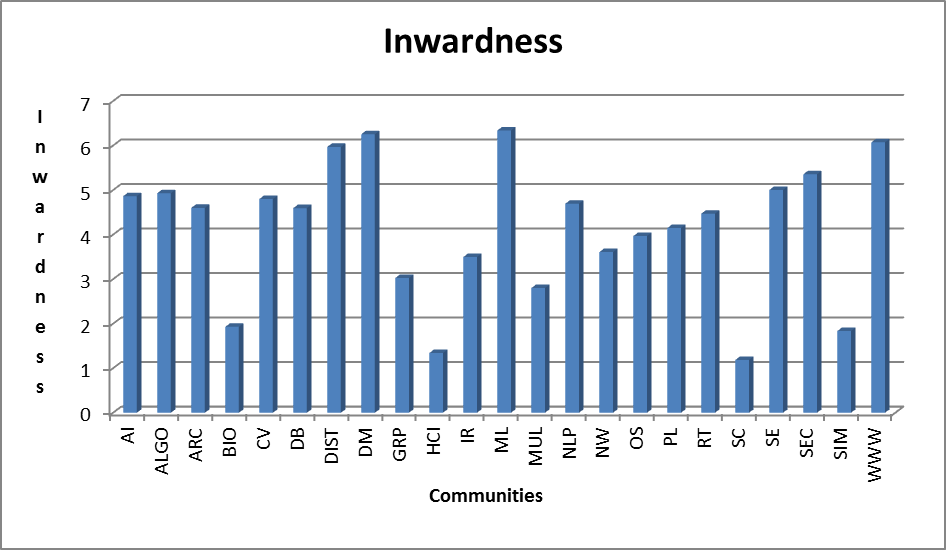 Inwardness
Inwardness
7
6
5
4
3
2
1
0
AI ALGO ARC BIO CV DB DIST DM GRP HCI IR ML MUL NLP NW OS PL RT SC SE SEC SIM WWW
Communities